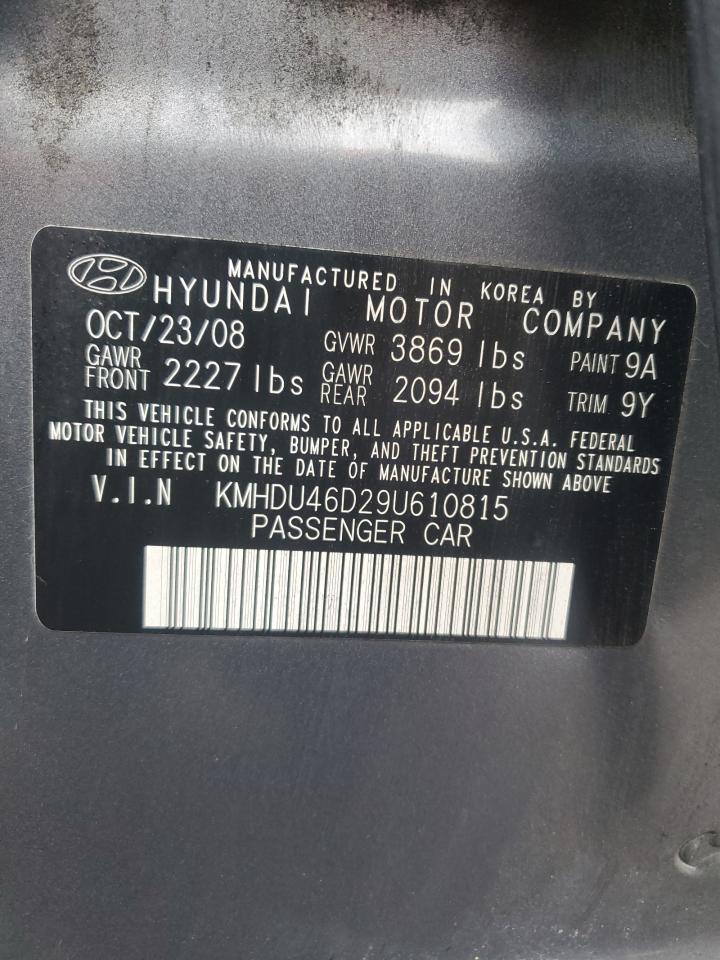 MANUFACTURED IN KOREA BY
HYUNDAI MOTOR COMPANY
OCT/23/08 GVWR 3869 lbs PAINT 9A
GAWR FRONT 2227 lbs GAWR REAR 2094 lbs TRIM 9Y
THIS VEHICLE CONFORMS TO ALL APPLICABLE U.S.A. FEDERAL
MOTOR VEHICLE SAFETY, BUMPER, AND THEFT PREVENTION STANDARDS
IN EFFECT ON THE DATE OF MANUFACTURE SHOWN ABOVE
V.I.N KMHDU46D29U610815
PASSENGER CAR